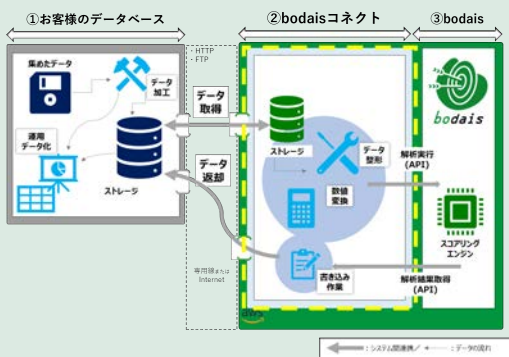 ①お客様のデータベース
②bodaisコネクト
③bodais
・HTTP
・FTP
集めたデータ
データ
加工
運用
データ化
ストレージ
データ
取得
データ
返却
専用線または
Internet
ストレージ
データ
整形
数値
変換
書き込み
作業
bodais
解析実行
(API)
スコアリング
エンジン
解析結果取得
(API)
aws
：システム間連携／
：データの流れ